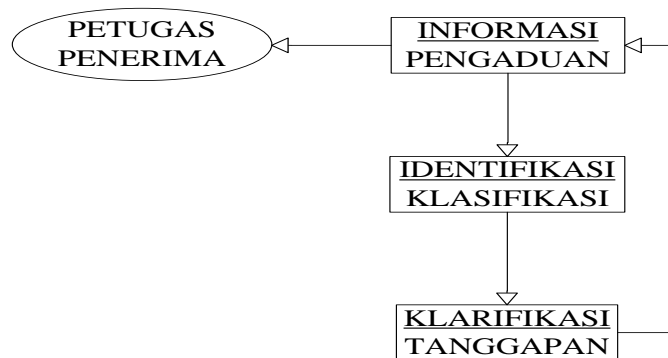 PETUGAS
PENERIMA
INFORMASI
PENGADUAN
IDENTIFIKASI
KLASIFIKASI
KLARIFIKASI
TANGGAPAN